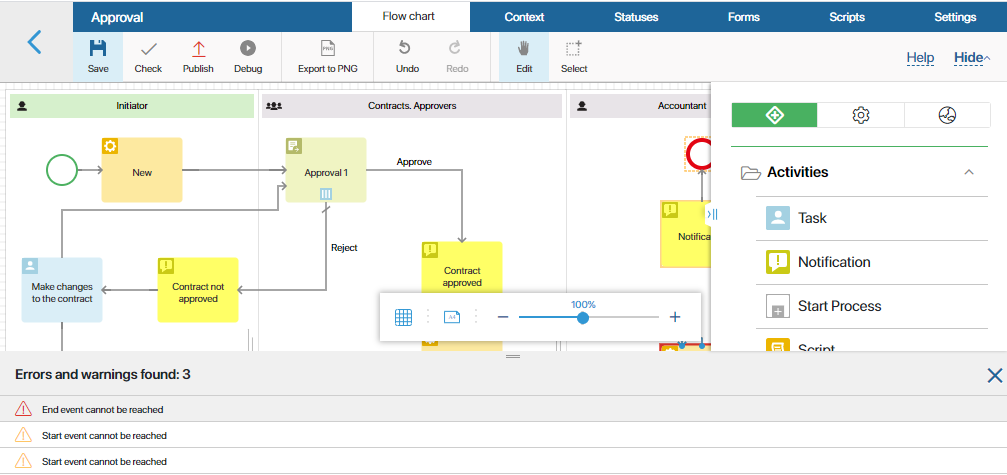 Approval
Flow chart
Context
Statuses
Forms
Scripts
Settings
Save
Check
Publish
Debug
PNG
Export to PNG
Undo
Redo
Edit
Select
Help
Hide
Initiator
Contracts. Approvers
Accountant
New
Approval 1
Approve
Reject
Make changes
to the contract
Contract not
approved
Contract
approved
Notifica
100%
A4
Activities
Task
Notification
Start Process
Script
Errors and warnings found: 3
End event cannot be reached
Start event cannot be reached
Start event cannot be reached